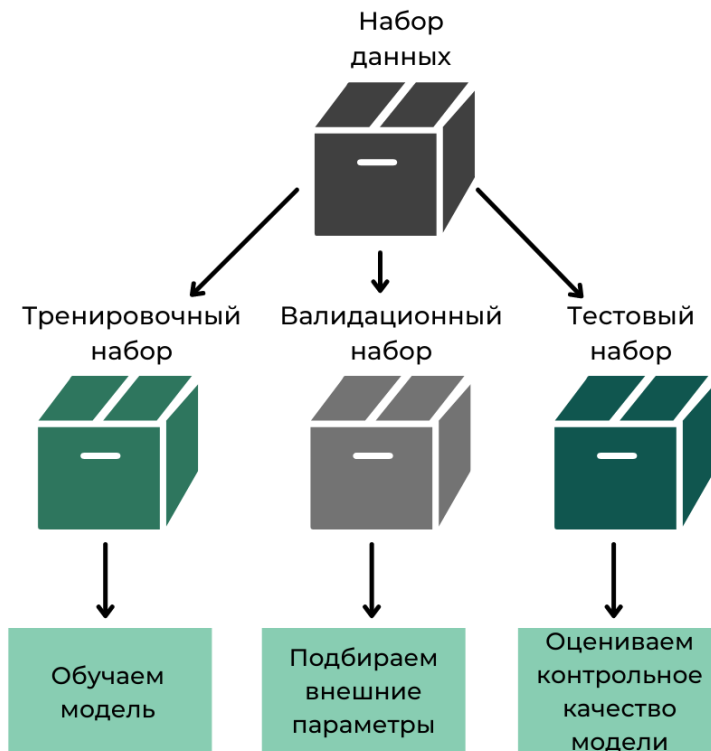 Набор
данных
Тренировочный
набор
Валидационный
набор
Тестовый
набор
Обучаем
модель
Подбираем
внешние
параметры
Оцениваем
контрольное
качество
модели